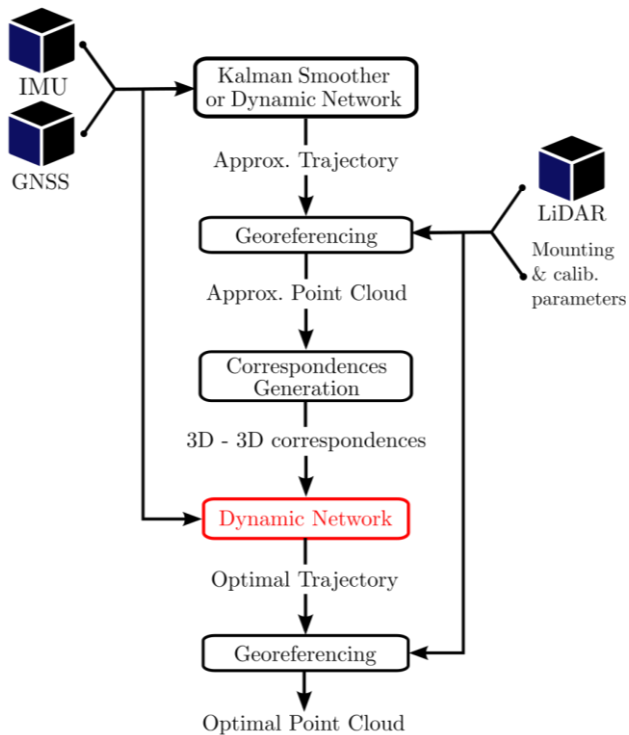 IMU
GNSS
Kalman Smoother
or Dynamic Network
Approx. Trajectory
LiDAR
Mounting
& calib.
parameters
Georeferencing
Approx. Point Cloud
Correspondences
Generation
3D - 3D correspondences
Dynamic Network
Optimal Trajectory
Georeferencing
Optimal Point Cloud